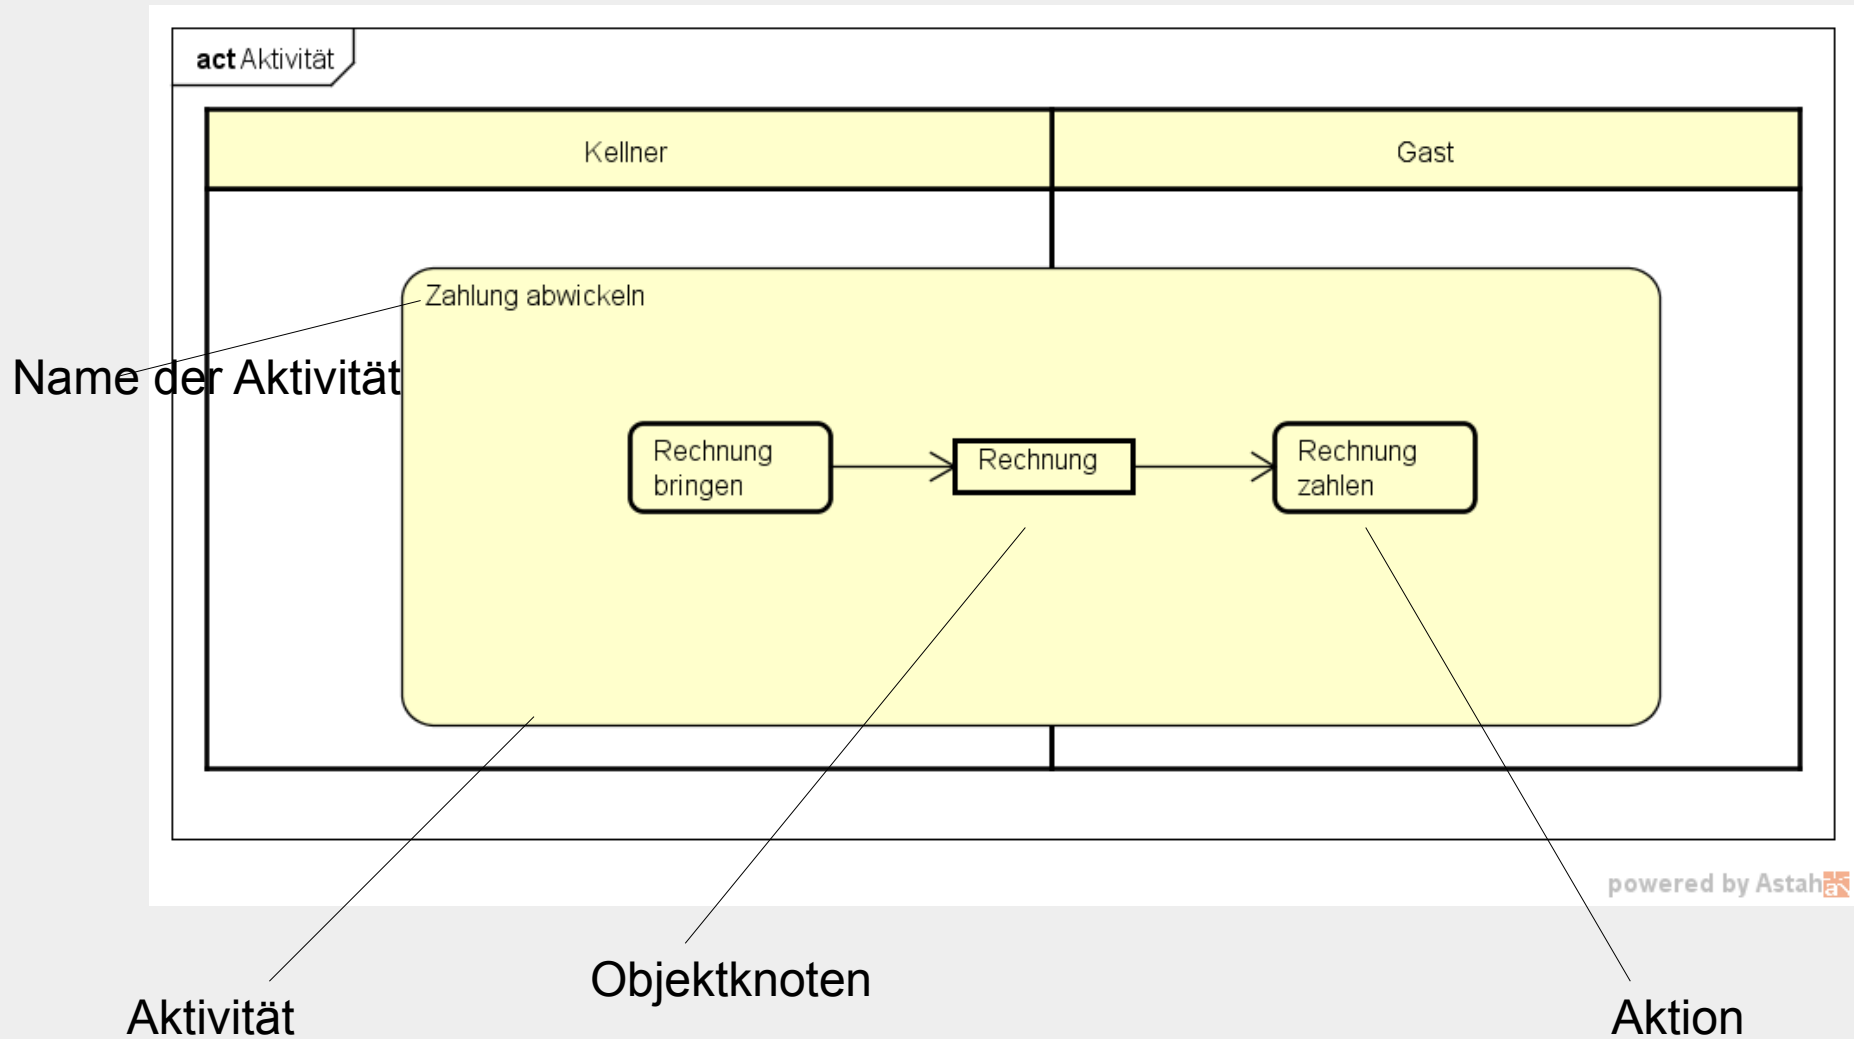 act Aktivität
Kellner
Gast
Zahlung abwickeln
Name der Aktivität
Rechnung
bringen
Rechnung
Rechnung
zahlen
powered by Astah
Objektknoten
Aktivität
Aktion